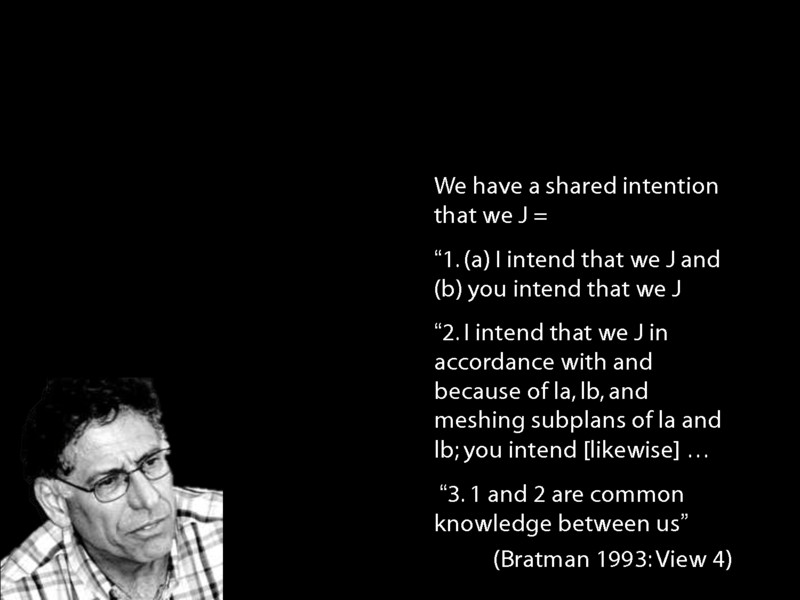 We have a shared intention
that we J =
“1. (a) I intend that we J and
(b) you intend that we J
“2. I intend that we J in
accordance with and
because of la, lb, and
meshing subplans of la and
lb; you intend [likewise] …
“3. 1 and 2 are common
knowledge between us”
(Bratman 1993: View 4)